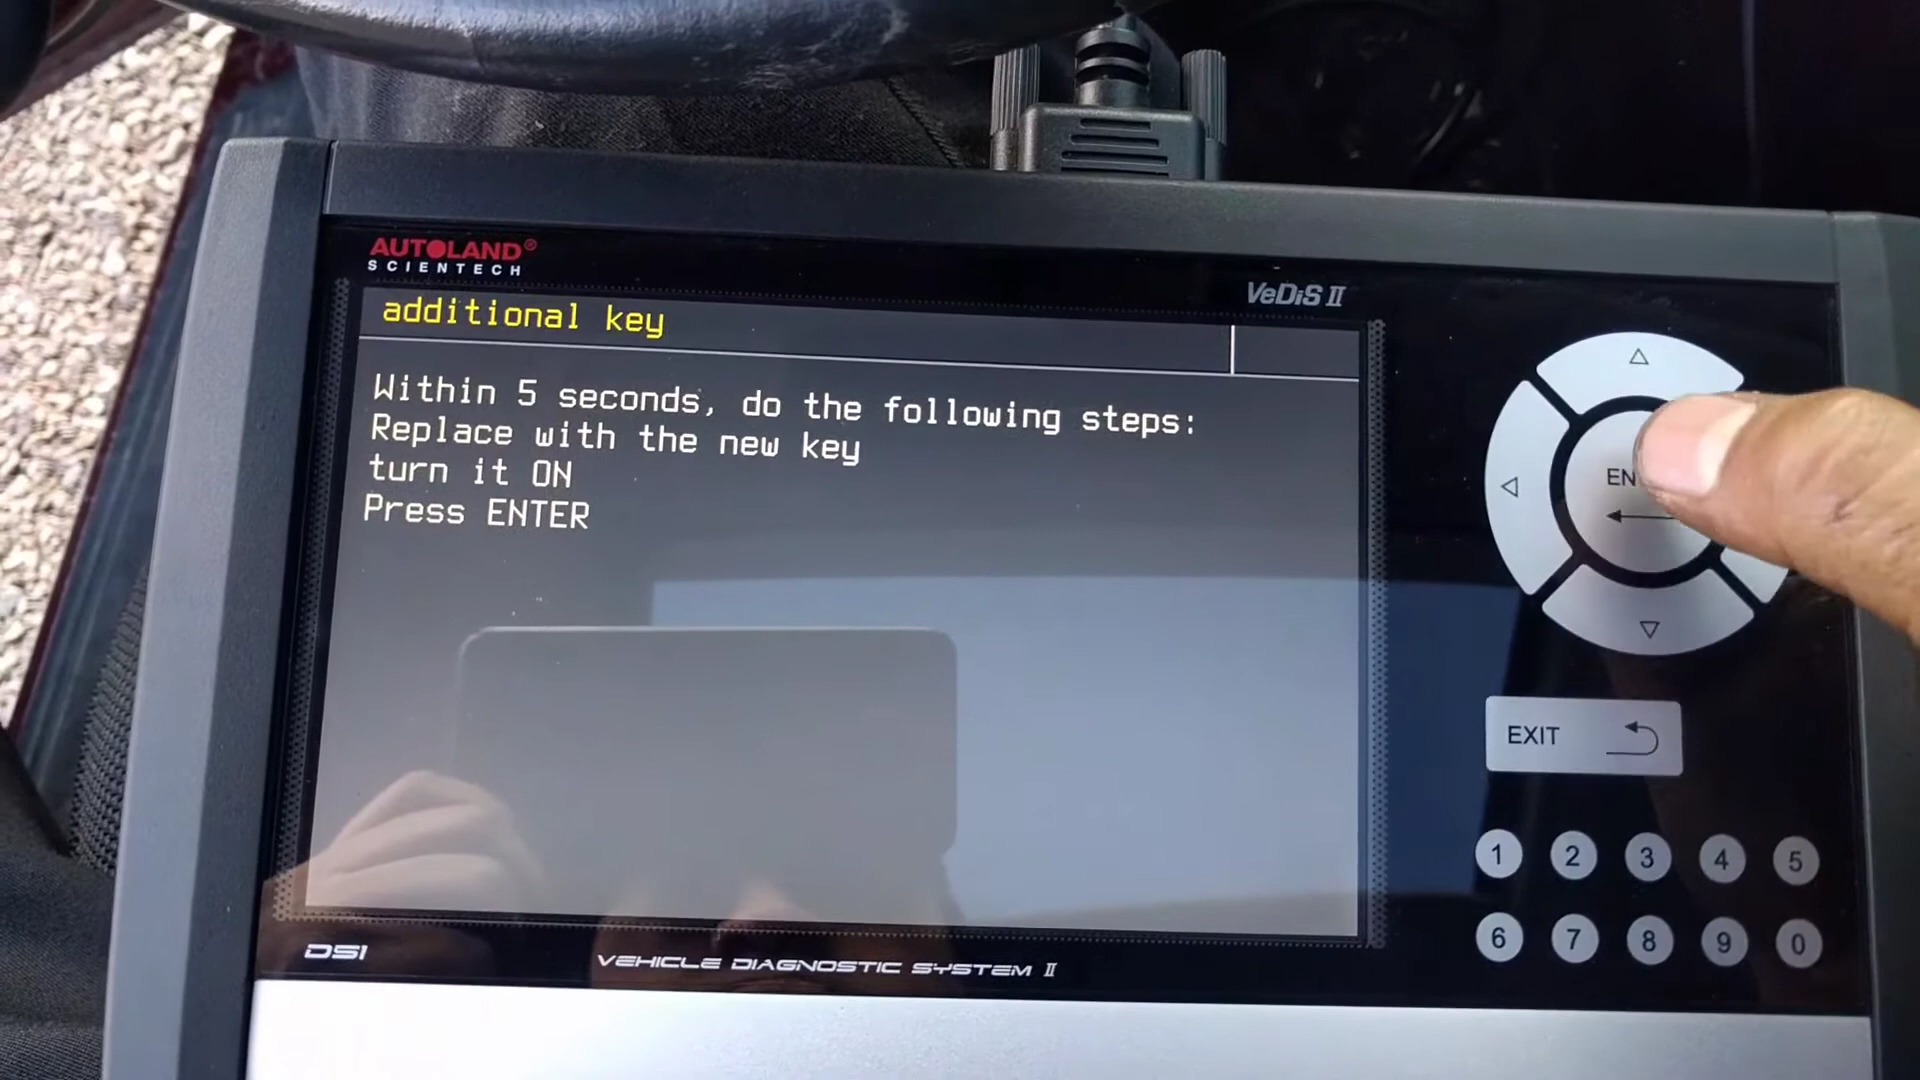 AUTOLAND®
SCIENTECH
VeDiS II
additional key
Within 5 seconds, do the following steps:
Replace with the new key
turn it ON
Press ENTER
EN
EXIT
1 2 3 4 5
6 7 8 9 0
DS1
VEHICLE DIAGNOSTIC SYSTEM II